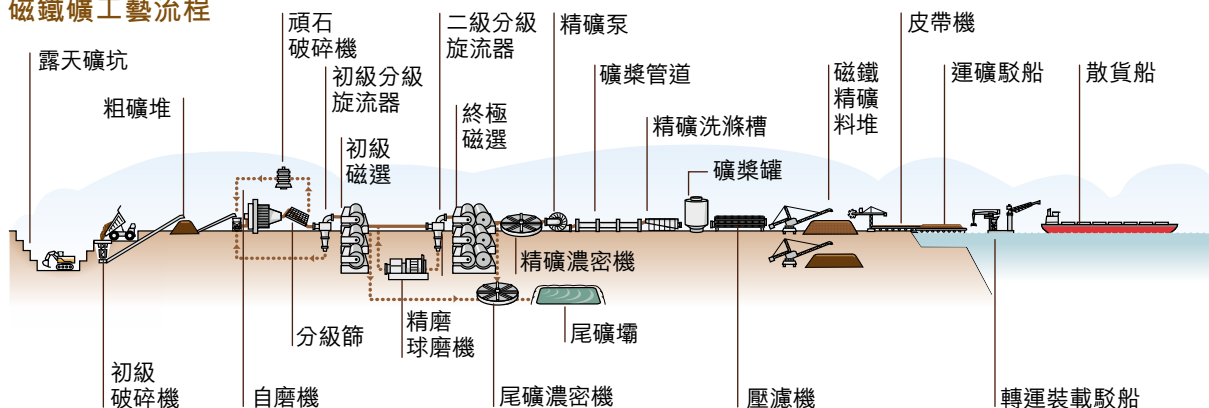 磁鐵礦工藝流程
露天礦坑
粗礦堆
頑石
破碎機
初級分級
旋流器
初級
磁選
二級分級
旋流器
終極
磁選
精礦泵
礦漿管道
精礦洗滌槽
礦漿罐
磁鐵
精礦
料堆
皮帶機
運礦駁船
散貨船
精礦濃密機
分級篩
精磨
球磨機
尾礦壩
初級
破碎機
自磨機
尾礦濃密機
壓濾機
轉運裝載駁船